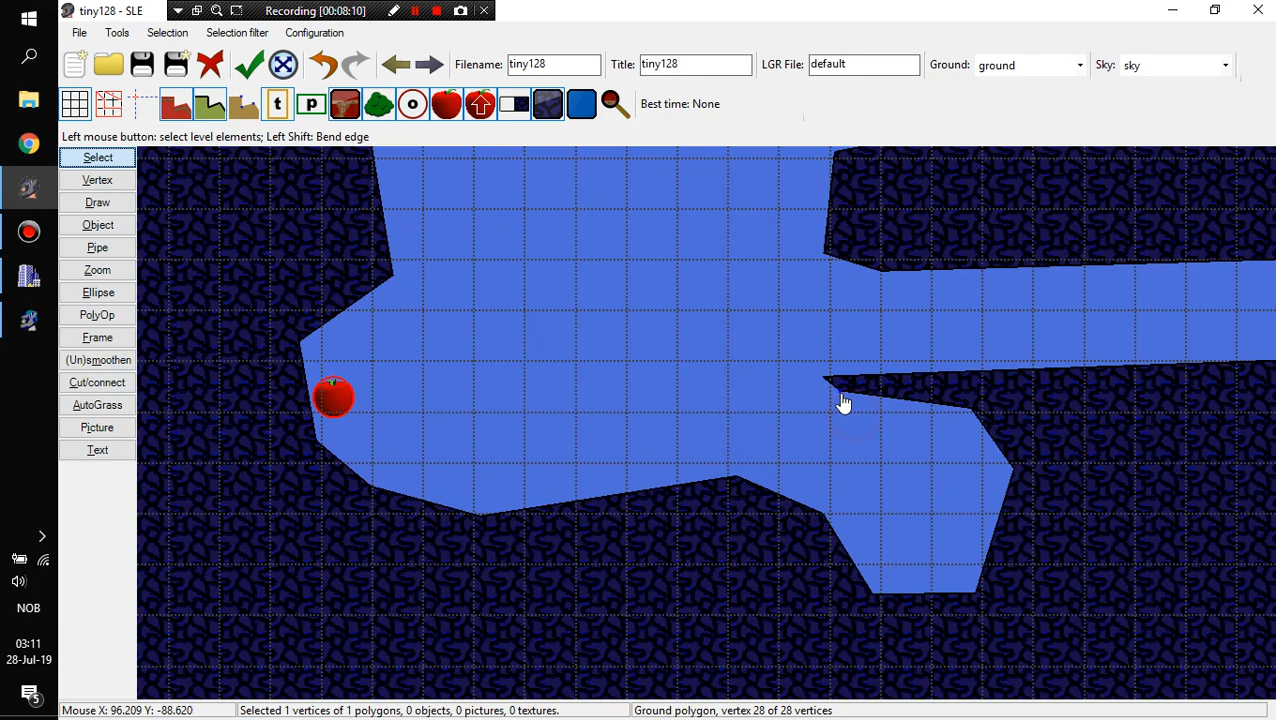 tiny128 - SLE
Recording [00:08:10]
File Tools Selection Selection filter Configuration
Filename: tiny128 Title: tiny128 LGR File: default Ground: ground Sky: sky
t p o Best time: None
Left mouse button: select level elements; Left Shift: Bend edge
Select
Vertex
Draw
Object
Pipe
Zoom
Ellipse
PolyOp
Frame
(Un)smoothen
Cut/connect
AutoGrass
Picture
Text
NOB
03:11
28-Jul-19
5
Mouse X: 96.209 Y: -88.620 Selected 1 vertices of 1 polygons, 0 objects, 0 pictures, 0 textures. Ground polygon, vertex 28 of 28 vertices